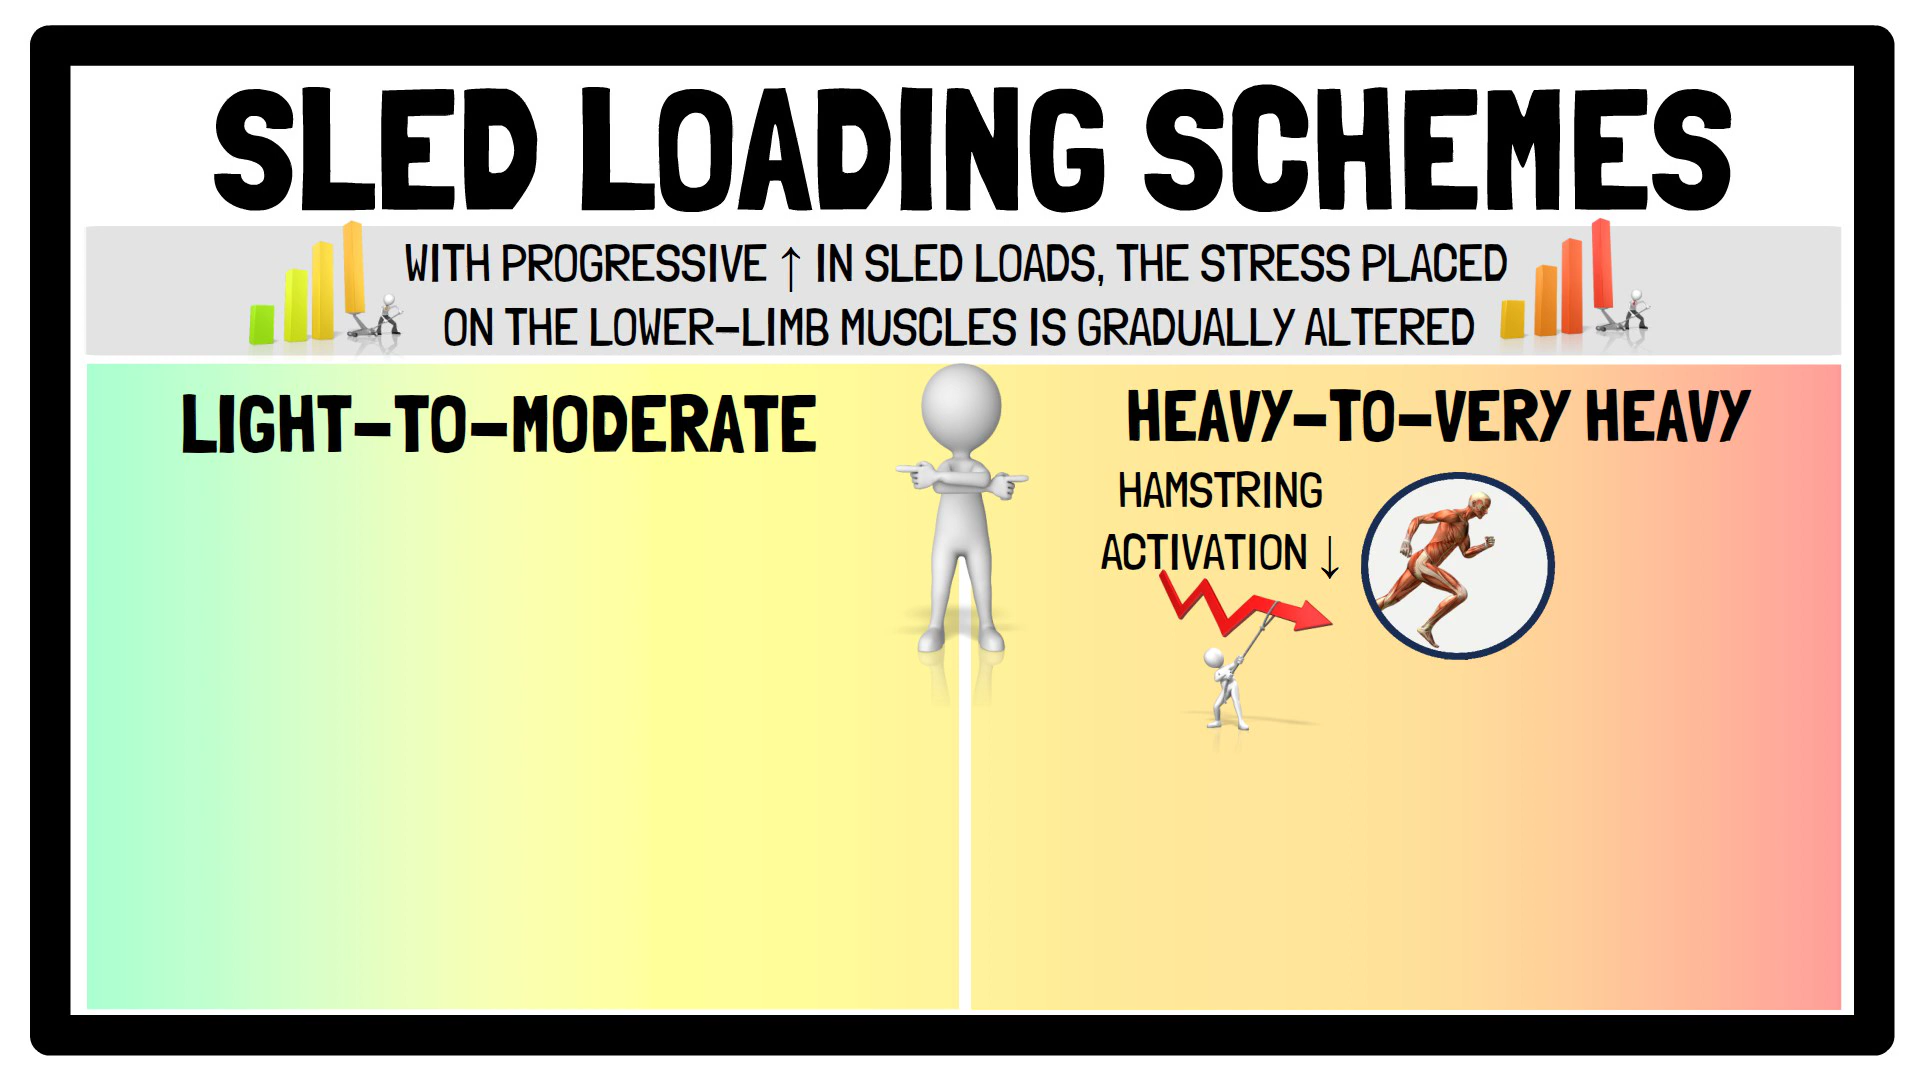 SLED LOADING SCHEMES
WITH PROGRESSIVE ↑ IN SLED LOADS, THE STRESS PLACED
ON THE LOWER-LIMB MUSCLES IS GRADUALLY ALTERED
LIGHT-TO-MODERATE
HEAVY-TO-VERY HEAVY
HAMSTRING
ACTIVATION ↓